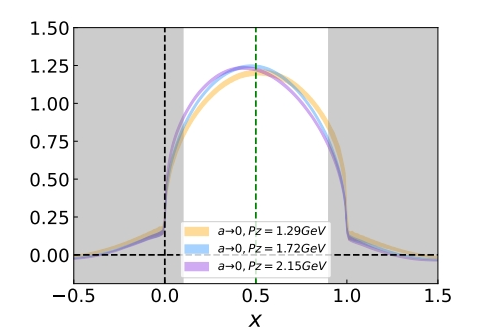 1.50
1.25
1.00
0.75
0.50
0.25
0.00
a→0, Pz = 1.29GeV
a→0, Pz = 1.72GeV
a→0, Pz = 2.15GeV
−0.5 0.0 0.5 1.0 1.5
x